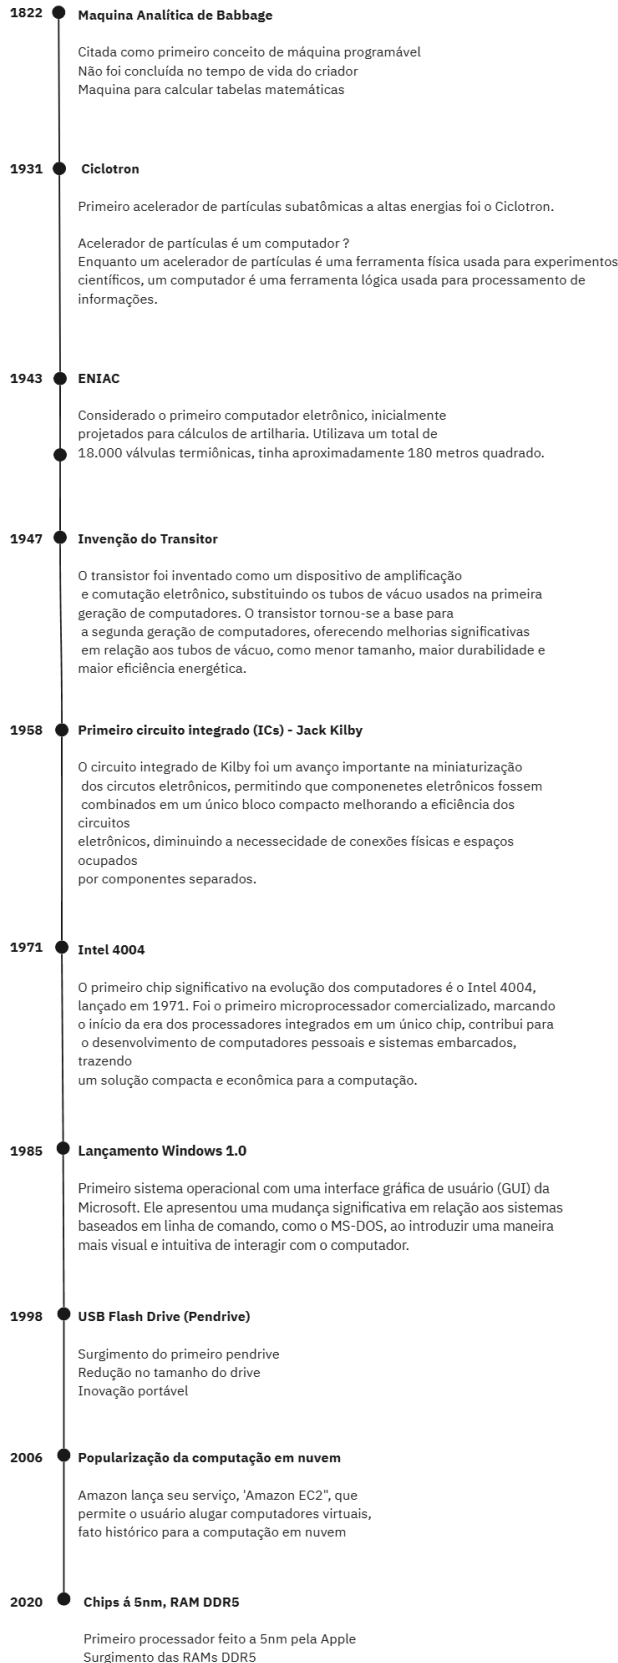 1822 Maquina Analítica de Babbage
Citada como primeiro conceito de máquina programável
Não foi concluída no tempo de vida do criador
Maquina para calcular tabelas matemáticas
1931 Ciclotron
Primeiro acelerador de partículas subatômicas a altas energias foi o Ciclotron.
Acelerador de partículas é um computador ?
Enquanto um acelerador de partículas é uma ferramenta física usada para experimentos
científicos, um computador é uma ferramenta lógica usada para processamento de
informações.
1943 ENIAC
Considerado o primeiro computador eletrônico, inicialmente
projetados para cálculos de artilharia. Utilizava um total de
18.000 válvulas termiônicas, tinha aproximadamente 180 metros quadrado.
1947 Invenção do Transitor
O transistor foi inventado como um dispositivo de amplificação
e comutação eletrônico, substituindo os tubos de vácuo usados na primeira
geração de computadores. O transistor tornou-se a base para
a segunda geração de computadores, oferecendo melhorias significativas
em relação aos tubos de vácuo, como menor tamanho, maior durabilidade e
maior eficiência energética.
1958 Primeiro circuito integrado (ICs) - Jack Kilby
O circuito integrado de Kilby foi um avanço importante na miniaturização
dos circutos eletrônicos, permitindo que componenetes eletrônicos fossem
combinados em um único bloco compacto melhorando a eficiência dos
circuitos
eletrônicos, diminuindo a necessecidade de conexões físicas e espaços
ocupados
por componentes separados.
1971 Intel 4004
O primeiro chip significativo na evolução dos computadores é o Intel 4004,
lançado em 1971. Foi o primeiro microprocessador comercializado, marcando
o início da era dos processadores integrados em um único chip, contribui para
o desenvolvimento de computadores pessoais e sistemas embarcados,
trazendo
um solução compacta e econômica para a computação.
1985 Lançamento Windows 1.0
Primeiro sistema operacional com uma interface gráfica de usuário (GUI) da
Microsoft. Ele apresentou uma mudança significativa em relação aos sistemas
baseados em linha de comando, como o MS-DOS, ao introduzir uma maneira
mais visual e intuitiva de interagir com o computador.
1998 USB Flash Drive (Pendrive)
Surgimento do primeiro pendrive
Redução no tamanho do drive
Inovação portável
2006 Popularização da computação em nuvem
Amazon lança seu serviço, 'Amazon EC2", que
permite o usuário alugar computadores virtuais,
fato histórico para a computação em nuvem
2020 Chips á 5nm, RAM DDR5
Primeiro processador feito a 5nm pela Apple
Surgimento das RAMs DDR5